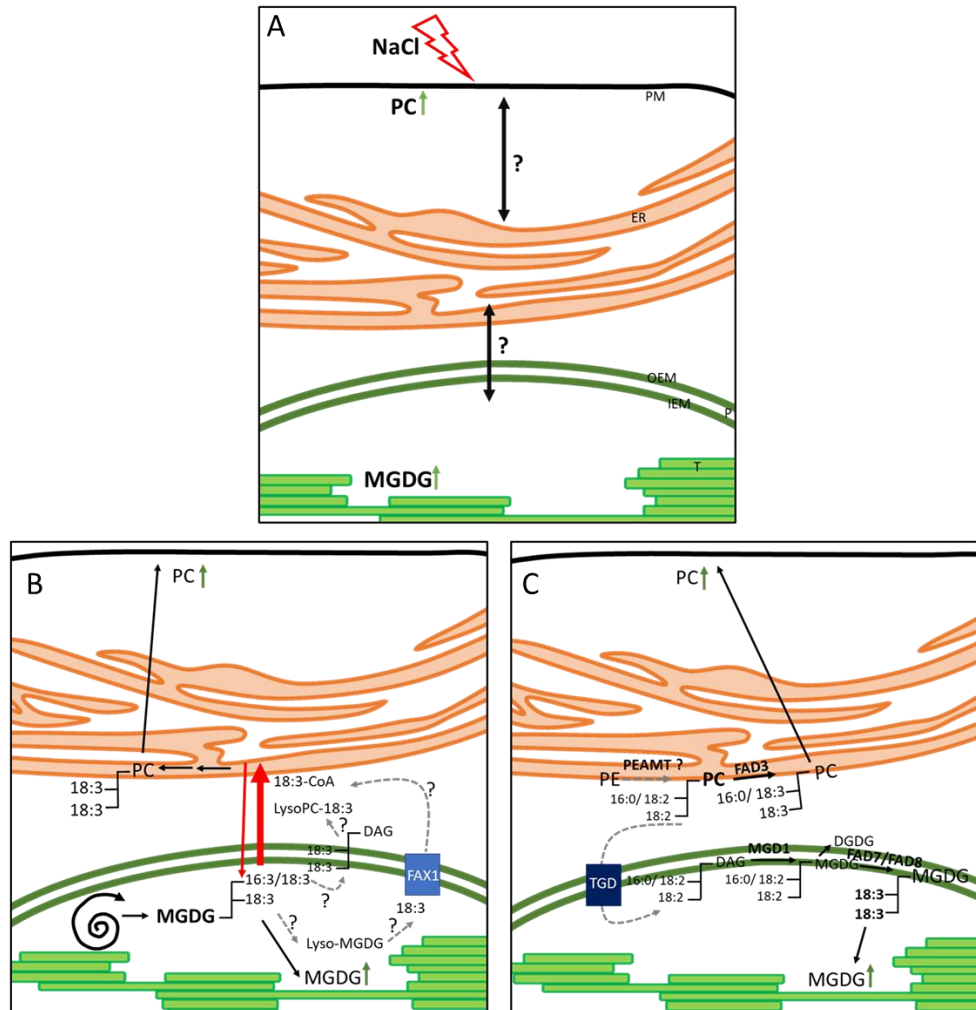 A
NaCl
PC
PM
?
ER
?
OEM
IEM
P
T
MGDG
B
PC
PC
18:3
18:3
18:3-CoA
?
LysoPC-18:3
?
DAG
18:3
18:3
FAX1
16:3/18:3
?
18:3
?
18:3
MGDG
?
Lyso-MGDG
MGDG
C
PC
PE
PEAMT ?
PC
FAD3
PC
16:0/ 18:2
18:2
16:0/ 18:3
18:3
TGD
MGD1
DGDG
FAD7/FAD8
DAG
MGDG
MGDG
16:0/ 18:2
18:2
16:0/ 18:2
18:2
18:3
18:3
MGDG